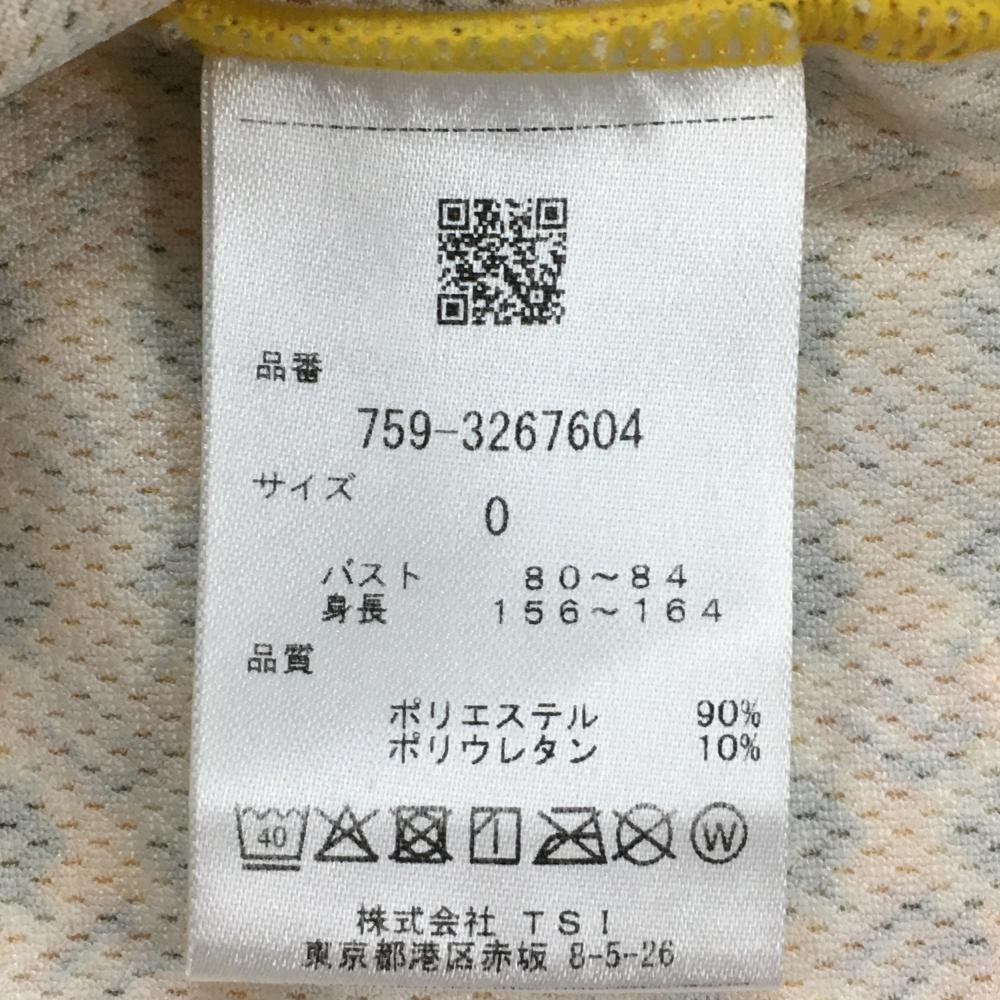 品番
759-3267604
サイズ
0
バスト 80~84
身長 156~164
品質
ポリエステル 90%
ポリウレタン 10%
40 W
株式会社 TSI
東京都港区赤坂 8-5-26